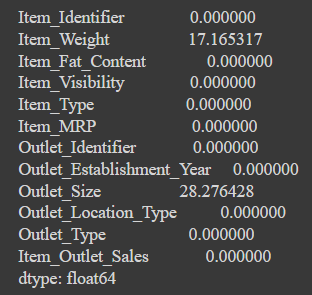 Item_Identifier 0.000000
Item_Weight 17.165317
Item_Fat_Content 0.000000
Item_Visibility 0.000000
Item_Type 0.000000
Item_MRP 0.000000
Outlet_Identifier 0.000000
Outlet_Establishment_Year 0.000000
Outlet_Size 28.276428
Outlet_Location_Type 0.000000
Outlet_Type 0.000000
Item_Outlet_Sales 0.000000
dtype: float64